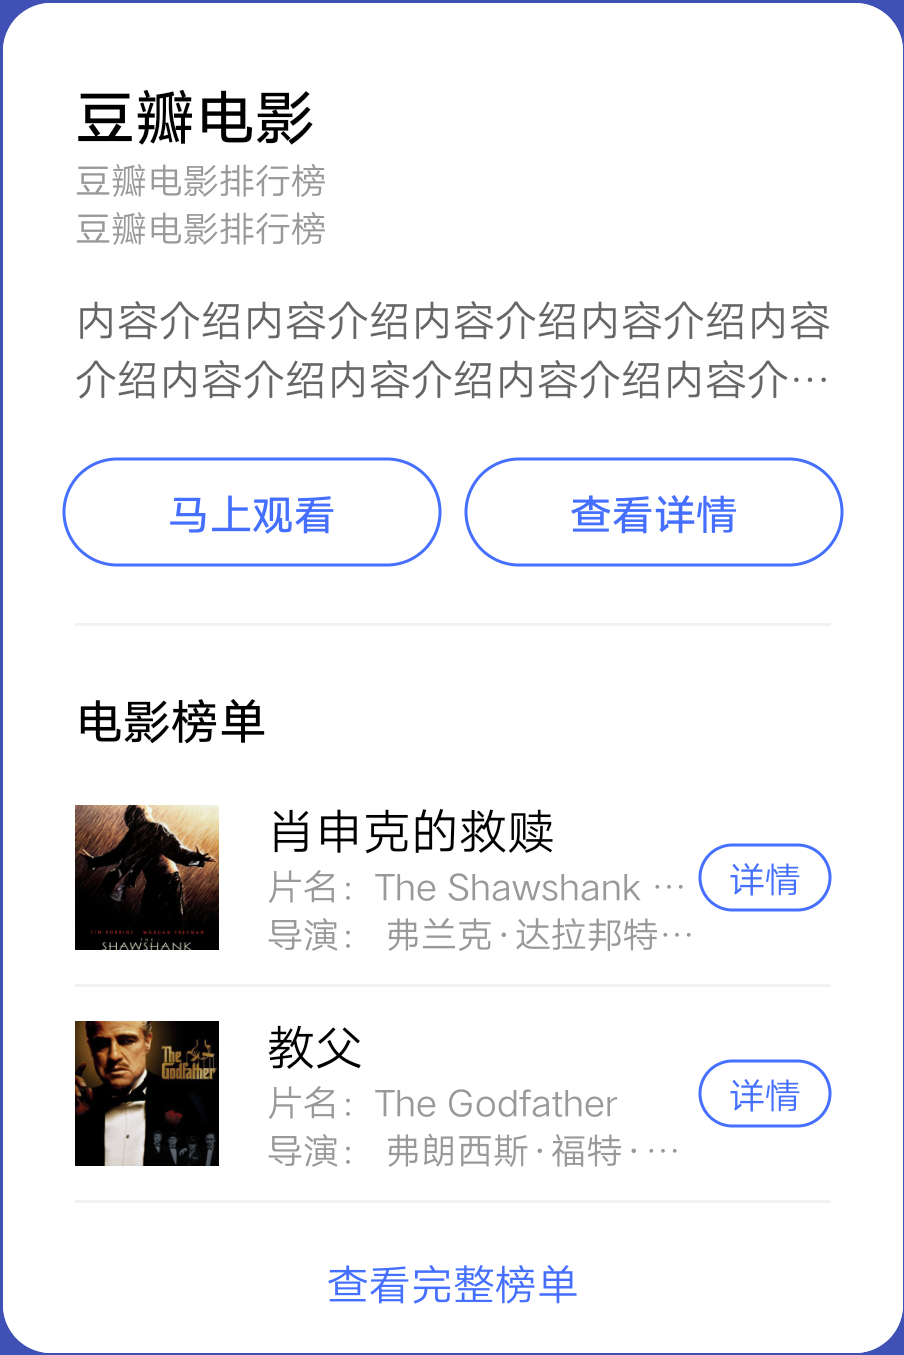 豆瓣电影
豆瓣电影排行榜
豆瓣电影排行榜
内容介绍内容介绍内容介绍内容介绍内容
介绍内容介绍内容介绍内容介绍内容介…
马上观看
查看详情
电影榜单
TIM ROBBINS MORGAN FREEMAN
THE
SHAWSHANK
肖申克的救赎
片名：The Shawshank …
导演： 弗兰克·达拉邦特…
详情
The
Godfather
教父
片名：The Godfather
导演： 弗朗西斯·福特·…
详情
查看完整榜单